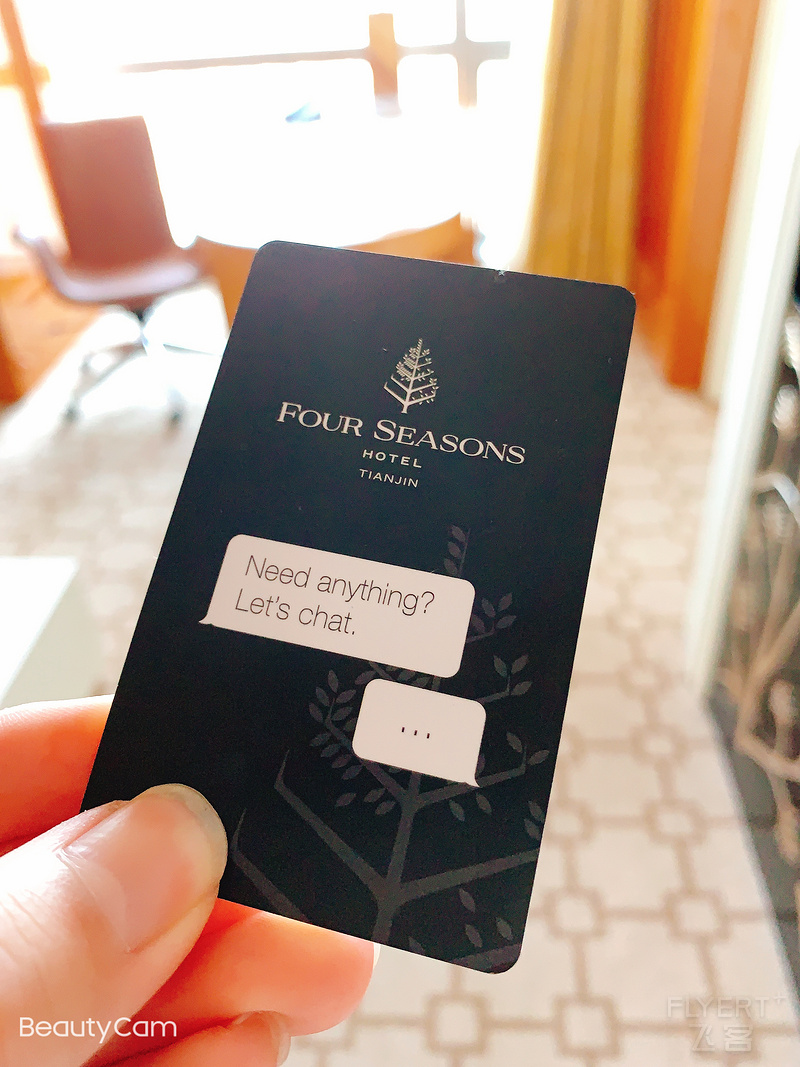 FOUR SEASONS
HOTEL
TIANJIN
Need anything?
Let's chat.
...
BeautyCam
FLYERT+
飞客